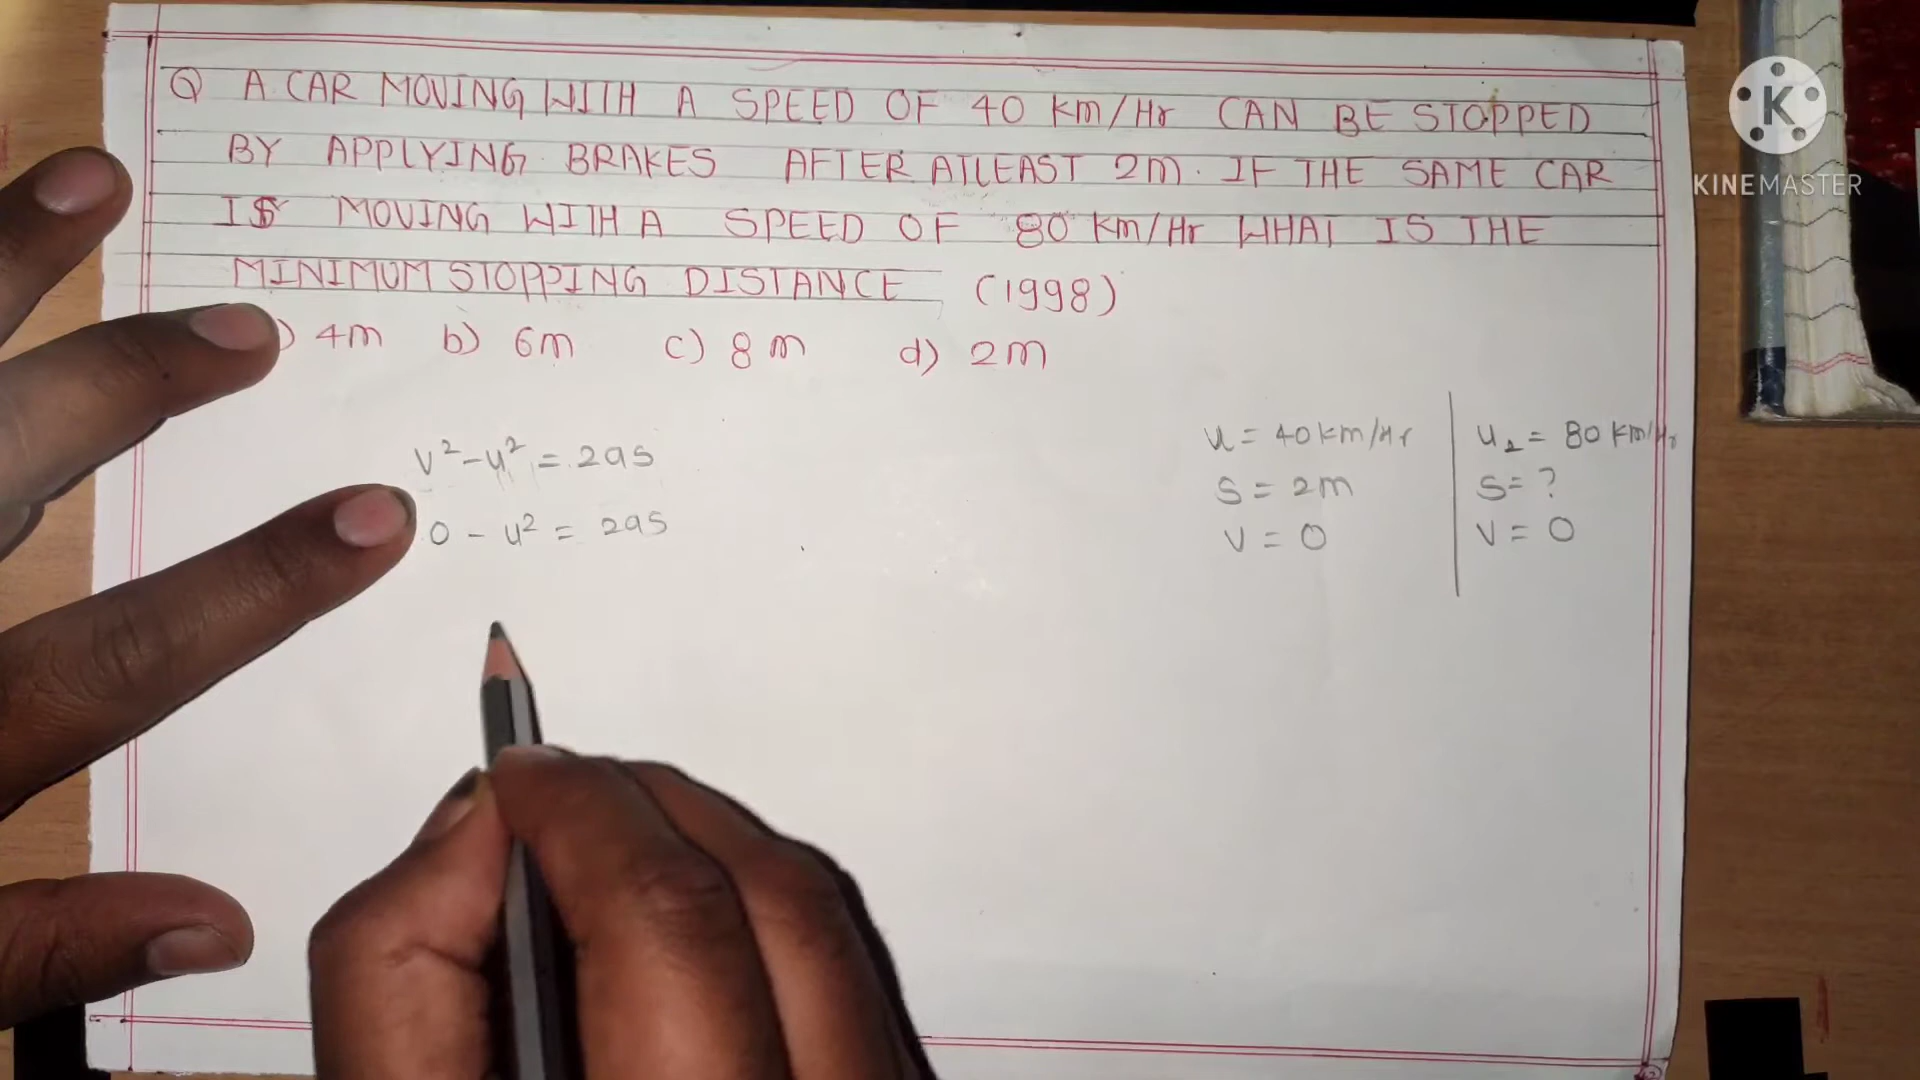 Q A CAR MOVING WITH A SPEED OF 40 Km/Hr CAN BE STOPPED
BY APPLYING BRAKES AFTER ATLEAST 2M. IF THE SAME CAR
IS MOVING WITH A SPEED OF 80 Km/Hr WHAT IS THE
MINIMUM STOPPING DISTANCE (1998)
) 4m b) 6m c) 8 m d) 2m
V² - u² = 2as
0 - u² = 2as
u = 40 km/Hr
S = 2m
V = 0
u₂ = 80 Km/Hr
S = ?
V = 0
K
KINEMASTER